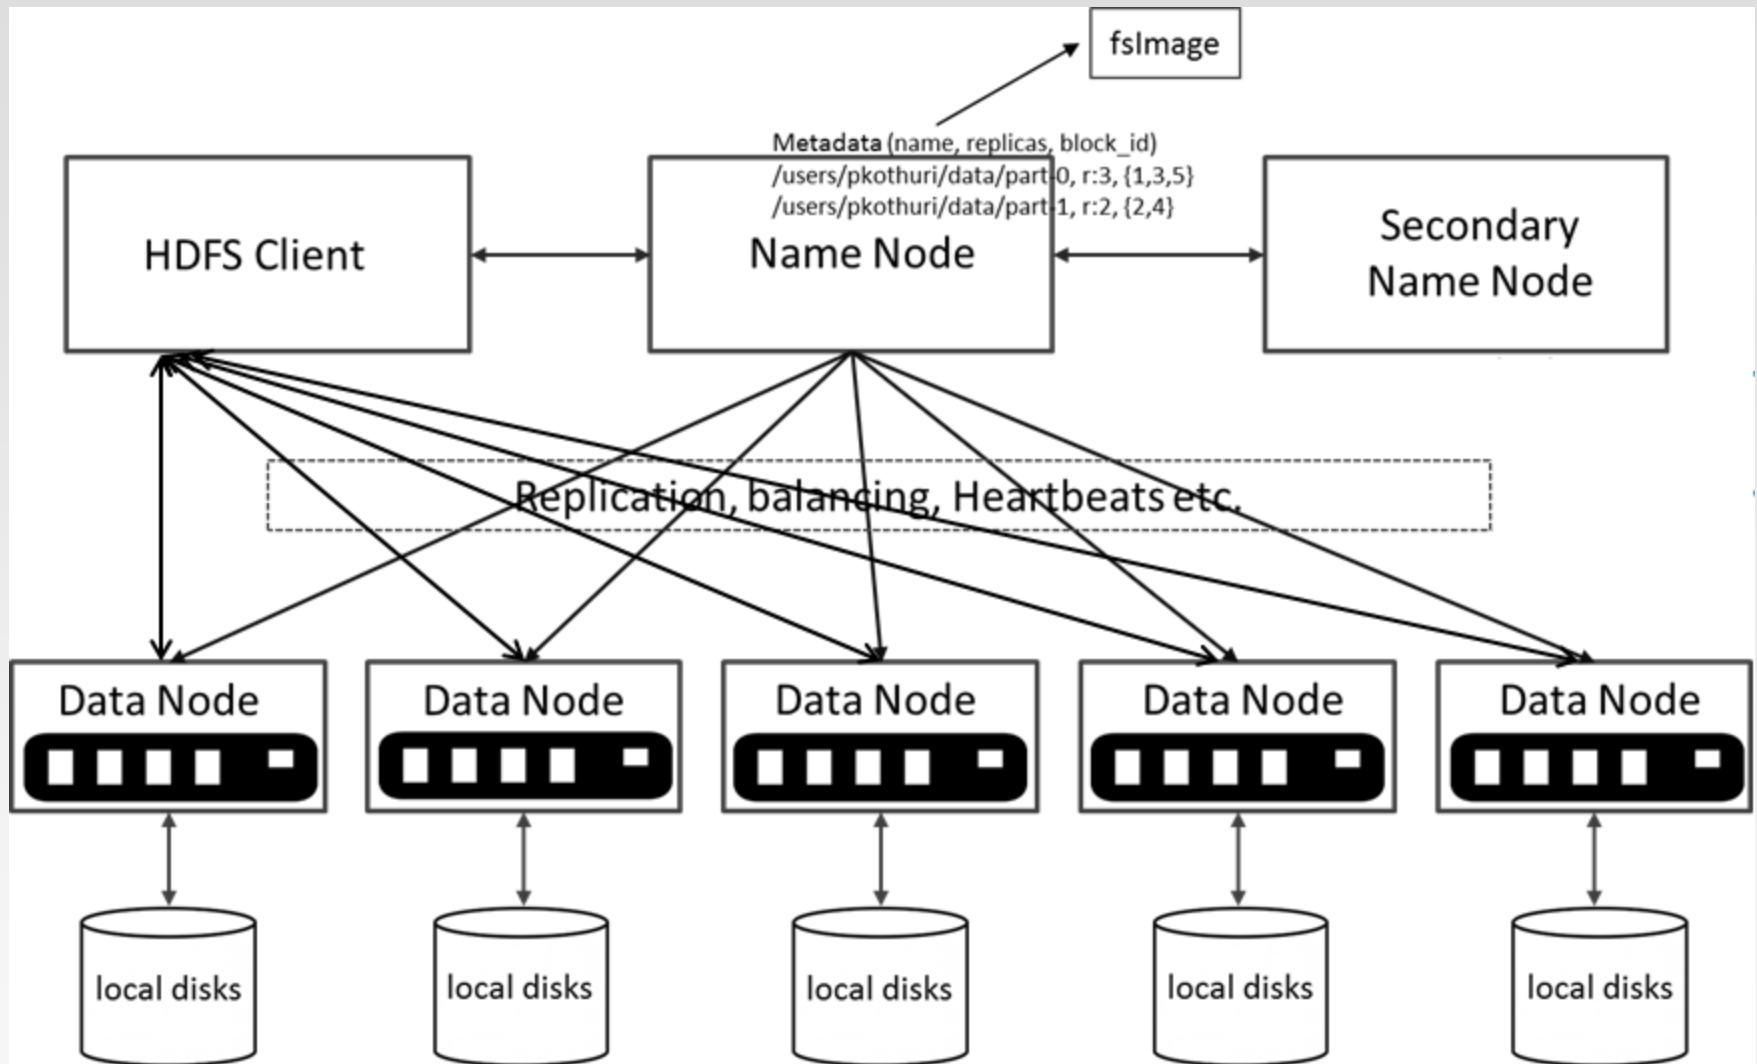 fsImage
Metadata (name, replicas, block_id)
/users/pkothuri/data/part-0, r:3, {1,3,5}
/users/pkothuri/data/part-1, r:2, {2,4}
HDFS Client
Name Node
Secondary
Name Node
Replication, balancing, Heartbeats etc.
Data Node
Data Node
Data Node
Data Node
Data Node
local disks
local disks
local disks
local disks
local disks